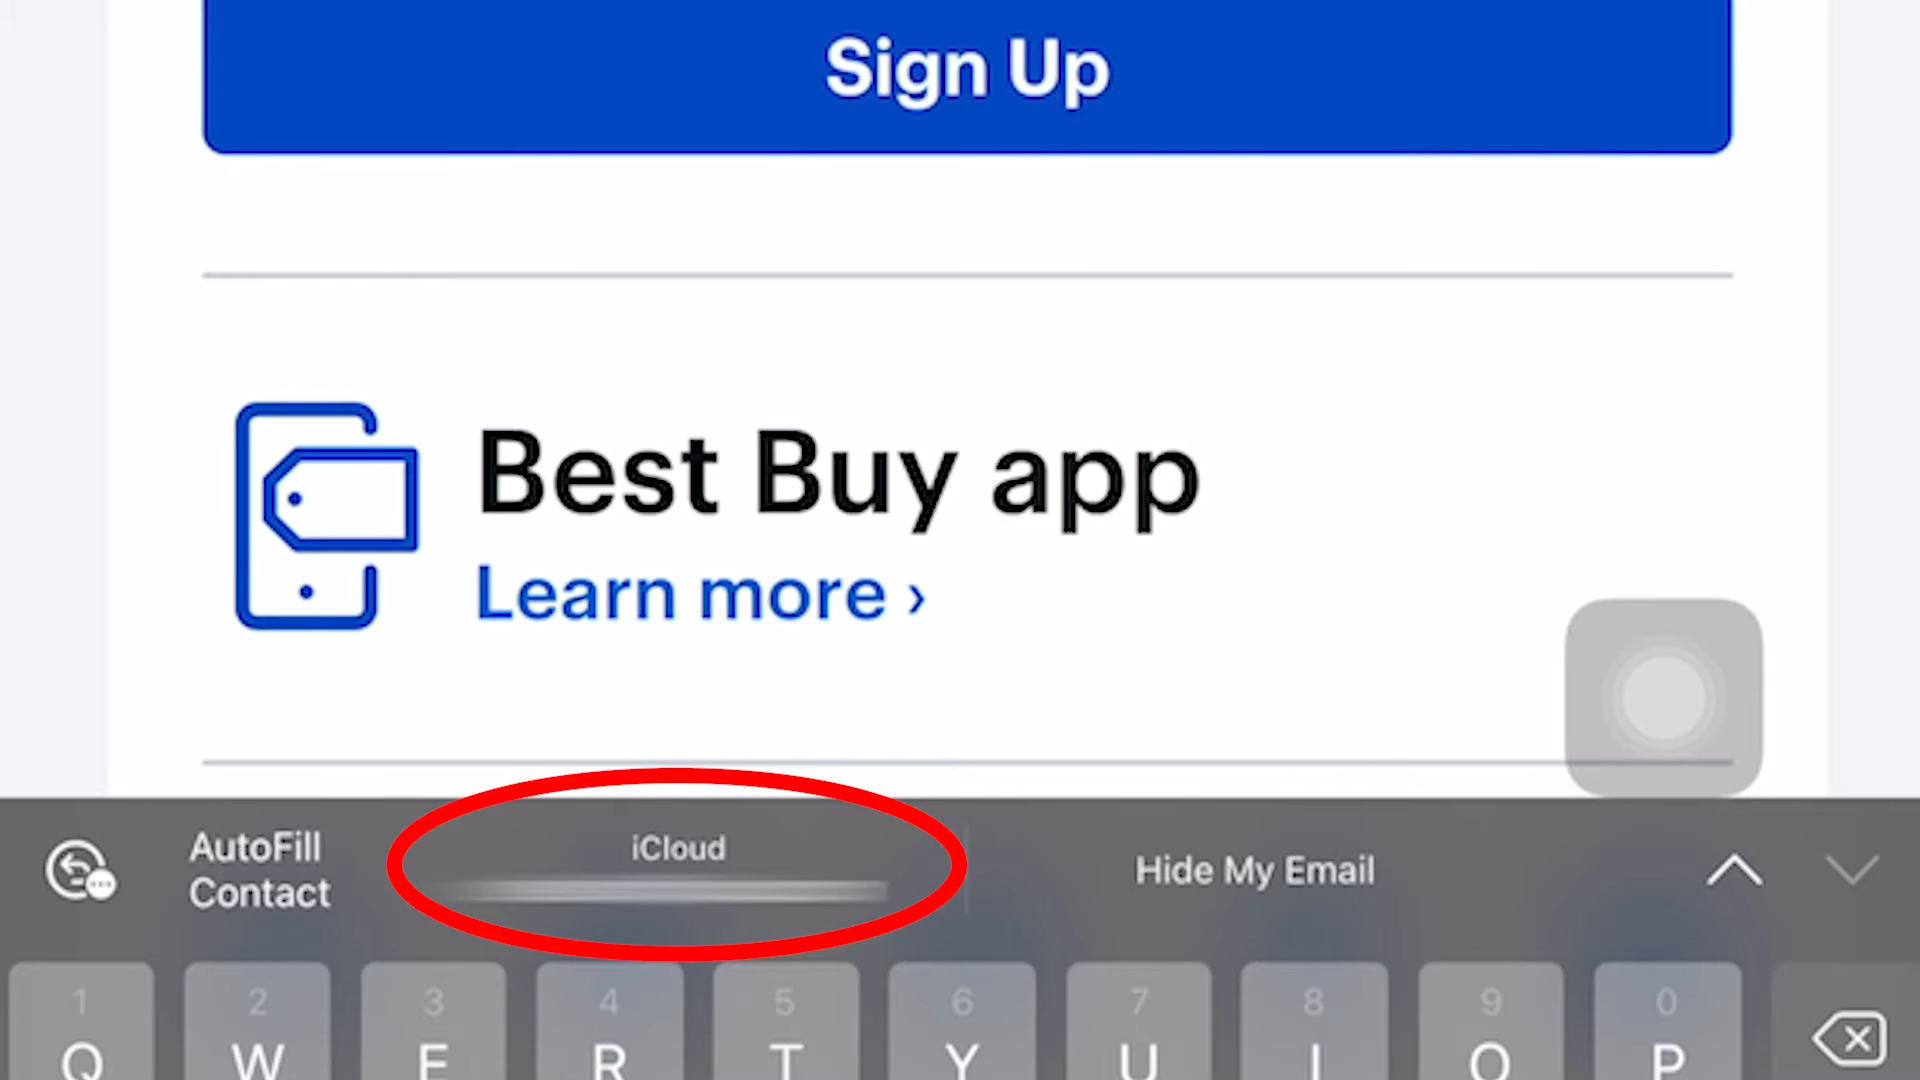 Sign Up
Best Buy app
Learn more ›
AutoFill
Contact
iCloud
Hide My Email
1 2 3 4 5 6 7 8 9 0
Q W E R T Y U I O P